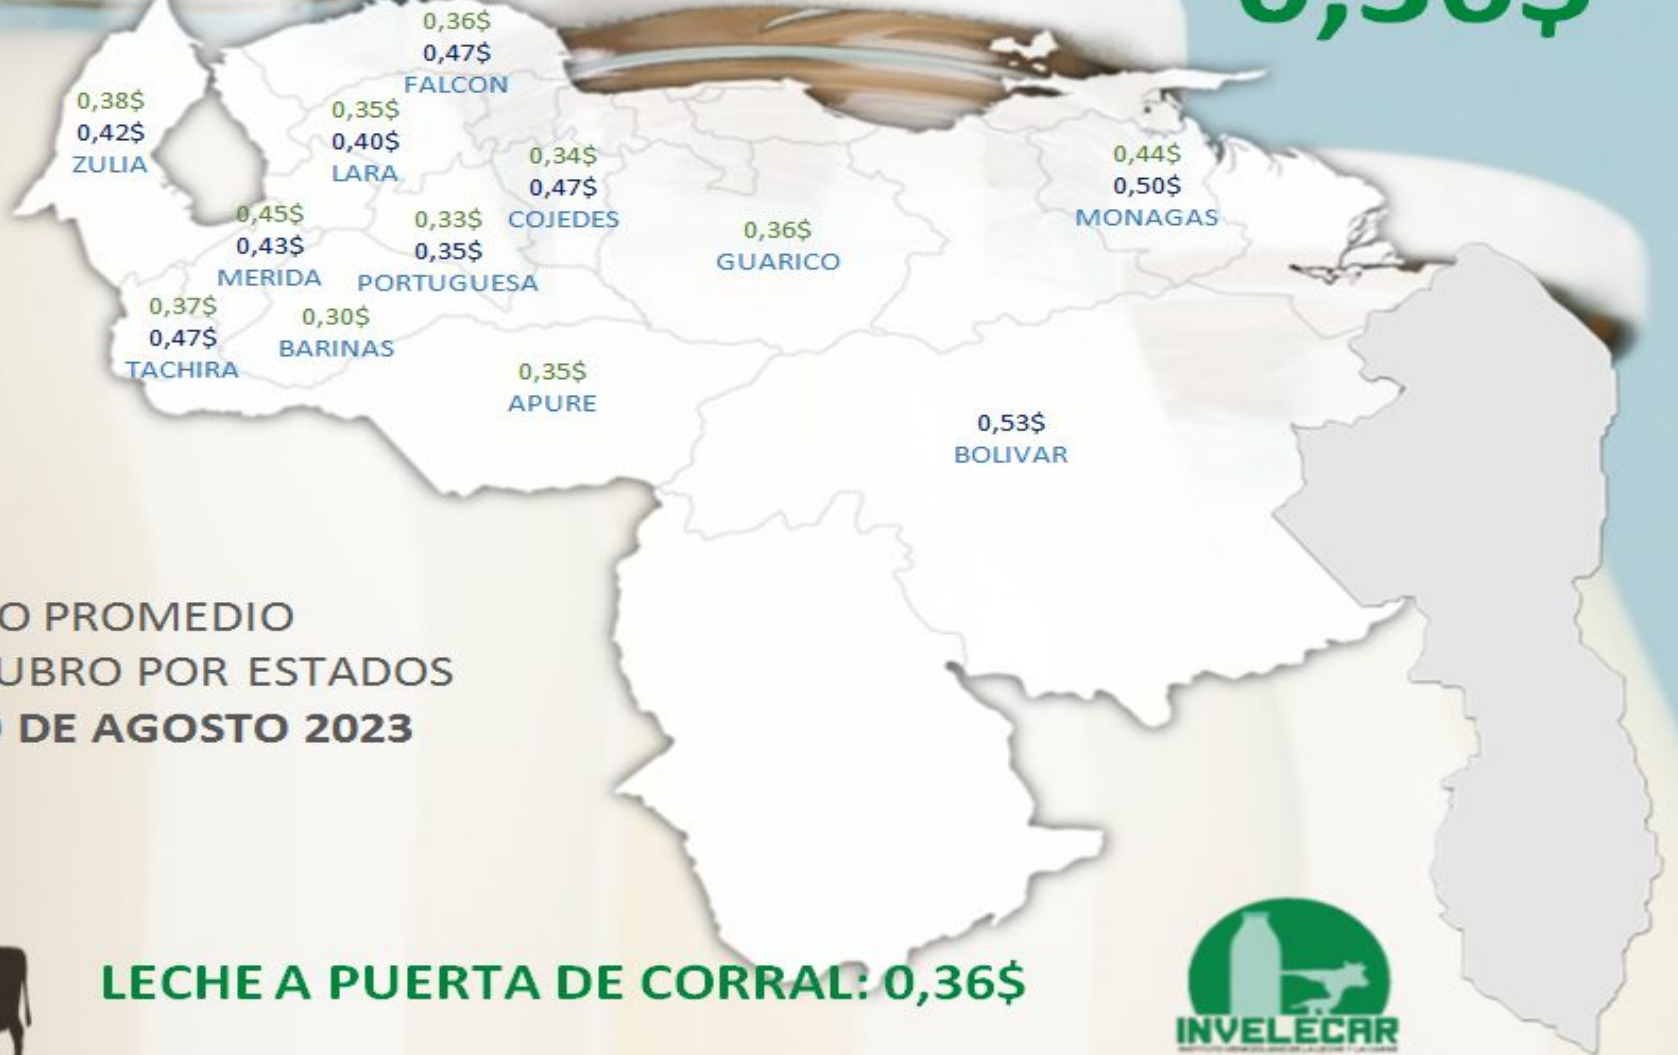 0,36$
0,47$
FALCON
0,38$
0,42$
ZULIA
0,35$
0,40$
LARA
0,34$
0,47$
COJEDES
0,44$
0,50$
MONAGAS
0,45$
0,43$
MERIDA
0,33$
0,35$
PORTUGUESA
0,36$
GUARICO
0,37$
0,47$
TACHIRA
0,30$
BARINAS
0,35$
APURE
0,53$
BOLIVAR
O PROMEDIO
UBRO POR ESTADOS
DE AGOSTO 2023
LECHE A PUERTA DE CORRAL: 0,36$
INVELECAR